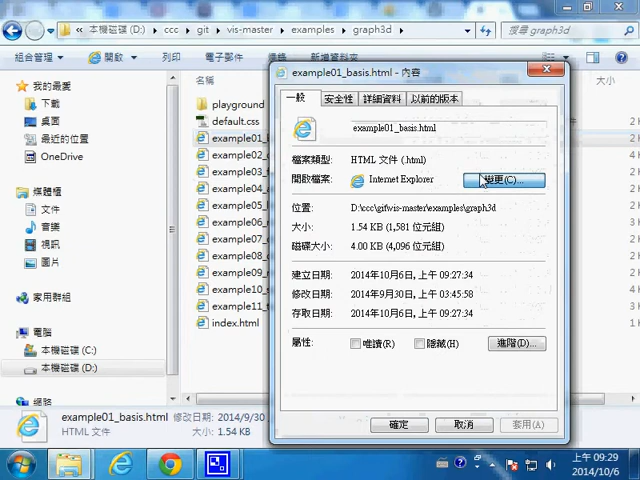 本機磁碟 (D:) ▸ ccc ▸ git ▸ vis-master ▸ examples ▸ graph3d ▸
搜尋 graph3d
組合管理 ▼ 開啟 ▼ 列印 電子郵件 燒錄 新增資料夾
名稱
大小
我的最愛
下載
桌面
最近的位置
OneDrive
媒體櫃
文件
音樂
視訊
圖片
家用群組
電腦
本機磁碟 (C:)
本機磁碟 (D:)
網路
playground
default.css
example01_b
example02_c
example03_
example04_
example05_
example06_
example07_
example08_
example09_
example10_
example11_t
index.html
example01_basis.html - 內容
一般 安全性 詳細資料 以前的版本
example01_basis.html
檔案類型: HTML 文件 (.html)
開啟檔案: Internet Explorer 變更(C)...
位置: D:\ccc\git\vis-master\examples\graph3d
大小: 1.54 KB (1,581 位元組)
磁碟大小: 4.00 KB (4,096 位元組)
建立日期: 2014年10月6日, 上午 09:27:34
修改日期: 2014年9月30日, 上午 03:45:58
存取日期: 2014年10月6日, 上午 09:27:34
屬性: 唯讀(R) 隱藏(H) 進階(D)...
確定 取消 套用(A)
example01_basis.html 修改日期: 2014/9/30
HTML 文件 大小: 1.54 KB
上午 09:29
2014/10/6